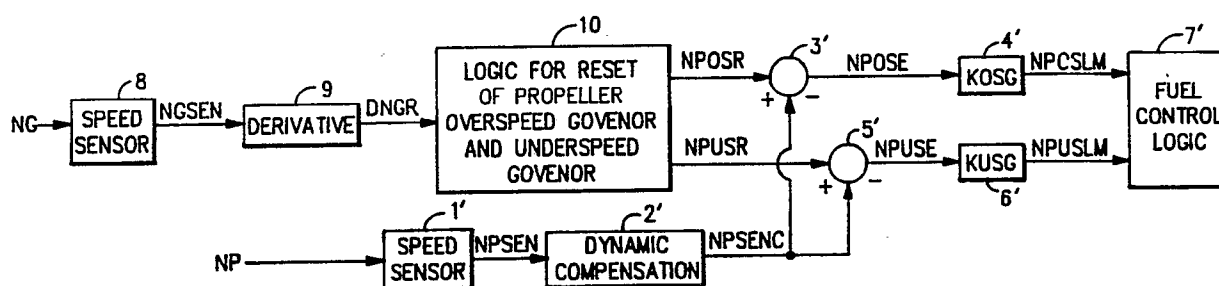 10
NG
8
SPEED
SENSOR
NGSEN
9
DERIVATIVE
DNGR
LOGIC FOR RESET
OF PROPELLER
OVERSPEED GOVENOR
AND UNDERSPEED
GOVENOR
NPOSR
3'
+
−
NPOSE
4'
KOSG
NPCSLM
7'
FUEL
CONTROL
LOGIC
NPUSR
5'
+
−
NPUSE
KUSG
6'
NPUSLM
NP
1'
SPEED
SENSOR
NPSEN
2'
DYNAMIC
COMPENSATION
NPSENC